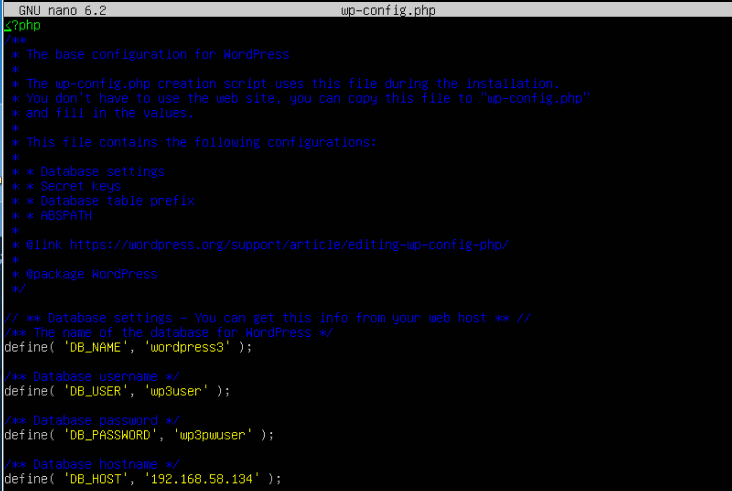 GNU nano 6.2 wp-config.php
<?php
/**
* The base configuration for WordPress
*
* The wp-config.php creation script uses this file during the installation.
* You don't have to use the web site, you can copy this file to "wp-config.php"
* and fill in the values.
*
* This file contains the following configurations:
*
* * Database settings
* * Secret keys
* * Database table prefix
* * ABSPATH
*
* @link https://wordpress.org/support/article/editing-wp-config-php/
*
* @package WordPress
*/
// ** Database settings - You can get this info from your web host ** //
/** The name of the database for WordPress */
define( 'DB_NAME', 'wordpress3' );
/** Database username */
define( 'DB_USER', 'wp3user' );
/** Database password */
define( 'DB_PASSWORD', 'wp3pwuser' );
/** Database hostname */
define( 'DB_HOST', '192.168.58.134' );